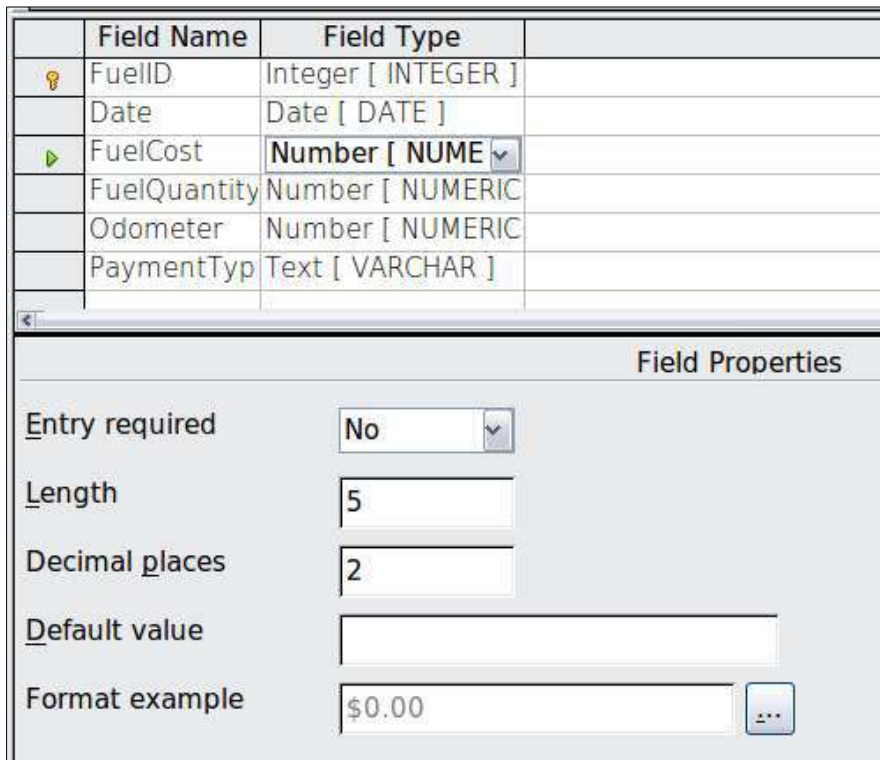 Field Name Field Type
FuelID Integer [ INTEGER ]
Date Date [ DATE ]
FuelCost Number [ NUME
FuelQuantity Number [ NUMERIC
Odometer Number [ NUMERIC
PaymentTyp Text [ VARCHAR ]
Field Properties
Entry required No
Length 5
Decimal places 2
Default value
Format example $0.00 ...